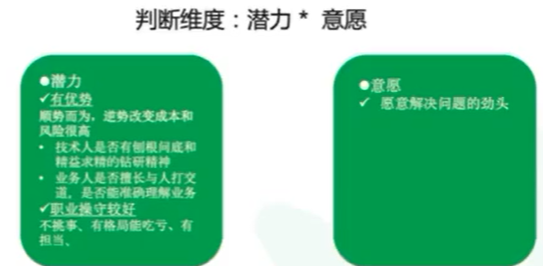 判断维度：潜力 * 意愿
●潜力
✓有优势
顺势而为，逆势改变成本和
风险很高
• 技术人是否有刨根问底和
精益求精的钻研精神
• 业务人是否擅长与人打交
道，是否能准确理解业务
✓职业操守较好
不挑事、有格局能吃亏、有
担当、
●意愿
✓ 愿意解决问题的劲头